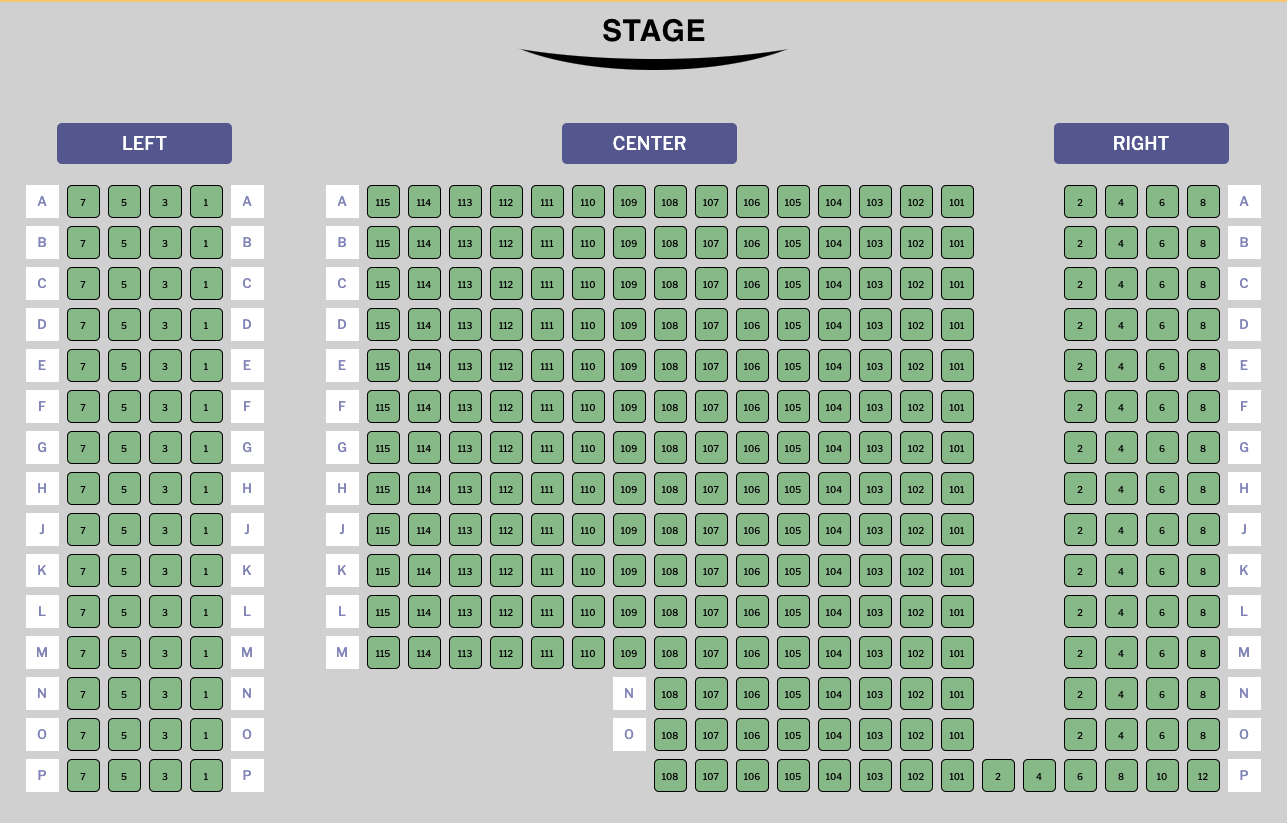 STAGE
LEFT CENTER RIGHT
A 7 5 3 1 A A 115 114 113 112 111 110 109 108 107 106 105 104 103 102 101 2 4 6 8 A
B 7 5 3 1 B B 115 114 113 112 111 110 109 108 107 106 105 104 103 102 101 2 4 6 8 B
C 7 5 3 1 C C 115 114 113 112 111 110 109 108 107 106 105 104 103 102 101 2 4 6 8 C
D 7 5 3 1 D D 115 114 113 112 111 110 109 108 107 106 105 104 103 102 101 2 4 6 8 D
E 7 5 3 1 E E 115 114 113 112 111 110 109 108 107 106 105 104 103 102 101 2 4 6 8 E
F 7 5 3 1 F F 115 114 113 112 111 110 109 108 107 106 105 104 103 102 101 2 4 6 8 F
G 7 5 3 1 G G 115 114 113 112 111 110 109 108 107 106 105 104 103 102 101 2 4 6 8 G
H 7 5 3 1 H H 115 114 113 112 111 110 109 108 107 106 105 104 103 102 101 2 4 6 8 H
J 7 5 3 1 J J 115 114 113 112 111 110 109 108 107 106 105 104 103 102 101 2 4 6 8 J
K 7 5 3 1 K K 115 114 113 112 111 110 109 108 107 106 105 104 103 102 101 2 4 6 8 K
L 7 5 3 1 L L 115 114 113 112 111 110 109 108 107 106 105 104 103 102 101 2 4 6 8 L
M 7 5 3 1 M M 115 114 113 112 111 110 109 108 107 106 105 104 103 102 101 2 4 6 8 M
N 7 5 3 1 N N 108 107 106 105 104 103 102 101 2 4 6 8 N
O 7 5 3 1 O O 108 107 106 105 104 103 102 101 2 4 6 8 O
P 7 5 3 1 P 108 107 106 105 104 103 102 101 2 4 6 8 10 12 P